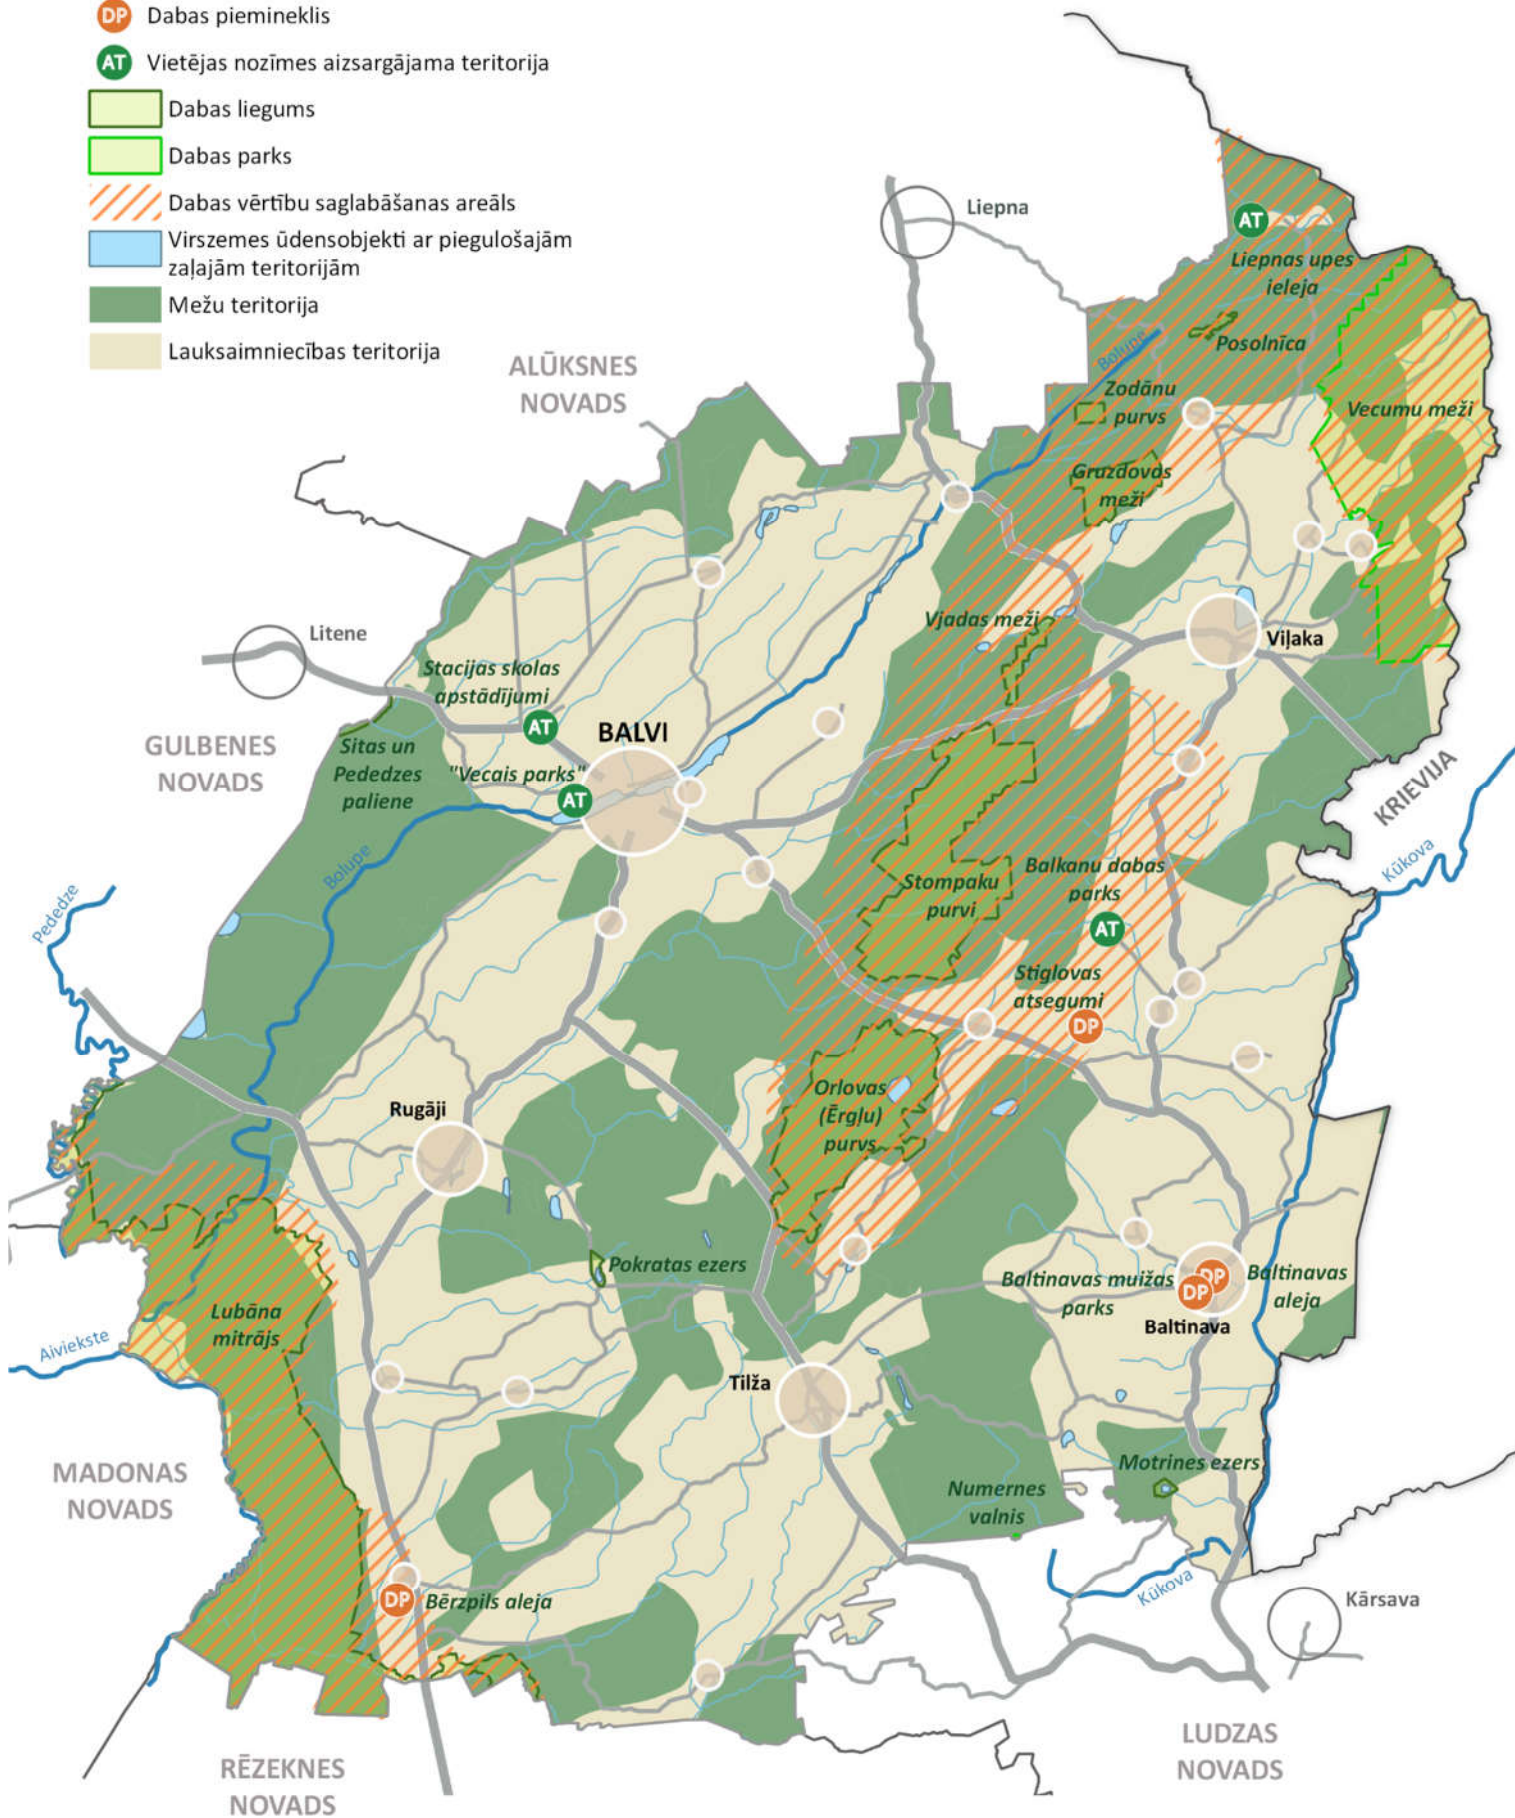 DP Dabas piemineklis
AT Vietējas nozīmes aizsargājama teritorija
Dabas liegums
Dabas parks
Dabas vērtību saglabāšanas areāls
Virszemes ūdensobjekti ar piegulošajām
zaļajām teritorijām
Mežu teritorija
Lauksaimniecības teritorija
Liepna
AT
Liepnas upes
ieleja
Posolnīca
Bolupe
ALŪKSNES
NOVADS
Zodānu
purvs
Vecumu meži
Gruzdovas
meži
Litene
Vjadas meži
Viļaka
Stacijas skolas
apstādījumi
AT
BALVI
GULBENES
NOVADS
Sitas un
Pededzes
paliene
"Vecais parks"
AT
KRIEVIJA
Kūkova
Bolupe
Pededze
Stompaku
purvi
Balkanu dabas
parks
AT
Stiglovas
atsegumi
DP
Orlovas
(Ērgļu)
purvs
Rugāji
Pokratas ezers
Baltinavas muižas
parks
DP
DP
Baltinavas
aleja
Baltinava
Lubāna
mitrājs
Aiviekste
Tilža
MADONAS
NOVADS
Motrines ezers
Numernes
valnis
Kūkova
Kārsava
DP
Bērzpils aleja
LUDZAS
NOVADS
RĒZEKNES
NOVADS